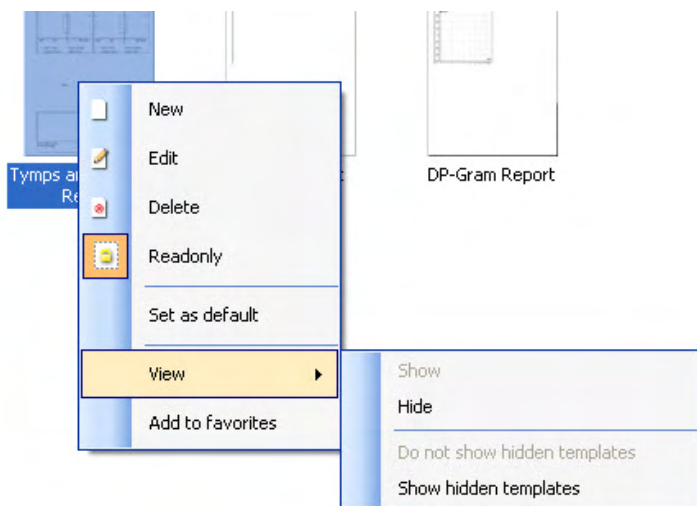 Tymps a
Re
DP-Gram Report
New
Edit
Delete
Readonly
Set as default
View
Add to favorites
Show
Hide
Do not show hidden templates
Show hidden templates